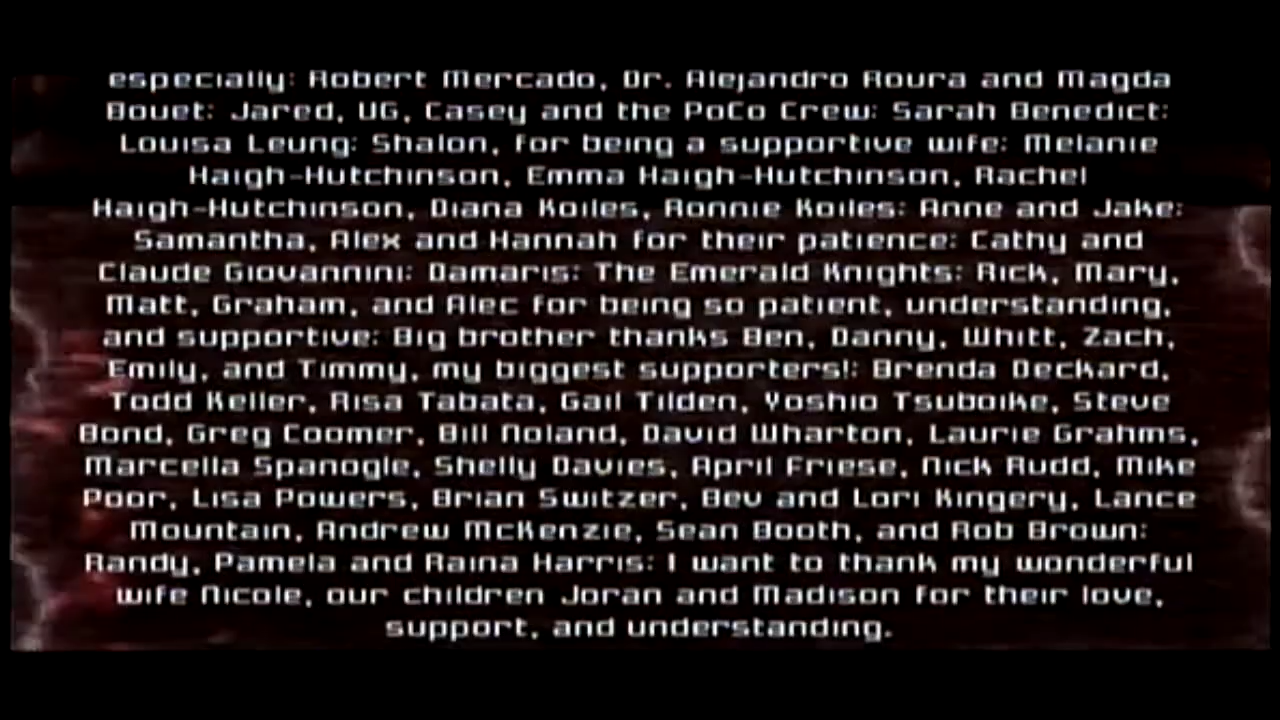 especially: Robert Mercado, Dr. Alejandro Roura and Magda
Bouet: Jared, UG, Casey and the PoCo Crew: Sarah Benedict:
Louisa Leung: Shalon, for being a supportive wife: Melanie
Haigh-Hutchinson, Emma Haigh-Hutchinson, Rachel
Haigh-Hutchinson, Diana Koiles, Ronnie Koiles: Anne and Jake:
Samantha, Alex and Hannah for their patience: Cathy and
Claude Giovannini: Damaris: The Emerald Knights: Rick, Mary,
Matt, Graham, and Alec for being so patient, understanding,
and supportive: Big brother thanks Ben, Danny, Whitt, Zach,
Emily, and Timmy, my biggest supporters!: Brenda Deckard,
Todd Keller, Risa Tabata, Gail Tilden, Yoshio Tsuboike, Steve
Bond, Greg Coomer, Bill Noland, David Wharton, Laurie Grahms,
Marcella Spanogle, Shelly Davies, April Friese, Nick Rudd, Mike
Poor, Lisa Powers, Brian Switzer, Bev and Lori Kingery, Lance
Mountain, Andrew McKenzie, Sean Booth, and Rob Brown:
Randy, Pamela and Raina Harris: I want to thank my wonderful
wife Nicole, our children Joran and Madison for their love,
support, and understanding.